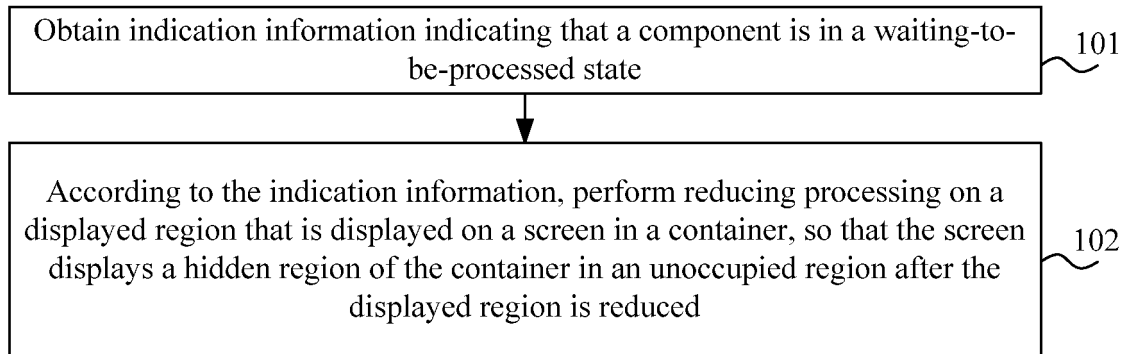 Obtain indication information indicating that a component is in a waiting-to-
be-processed state
101
According to the indication information, perform reducing processing on a
displayed region that is displayed on a screen in a container, so that the screen
displays a hidden region of the container in an unoccupied region after the
displayed region is reduced
102